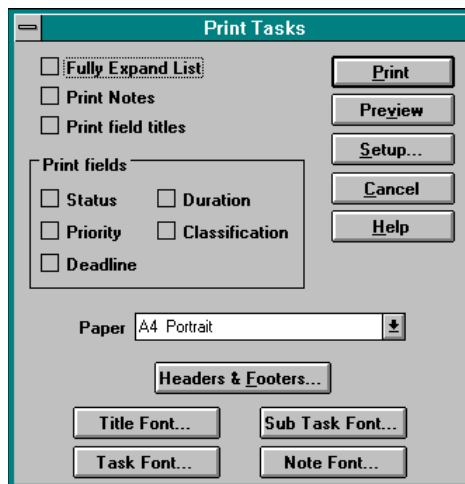 Print Tasks
Fully Expand List
Print Notes
Print field titles
Print
Preview
Setup...
Cancel
Help
Print fields
Status Duration
Priority Classification
Deadline
Paper A4 Portrait
Headers & Footers...
Title Font... Sub Task Font...
Task Font... Note Font...